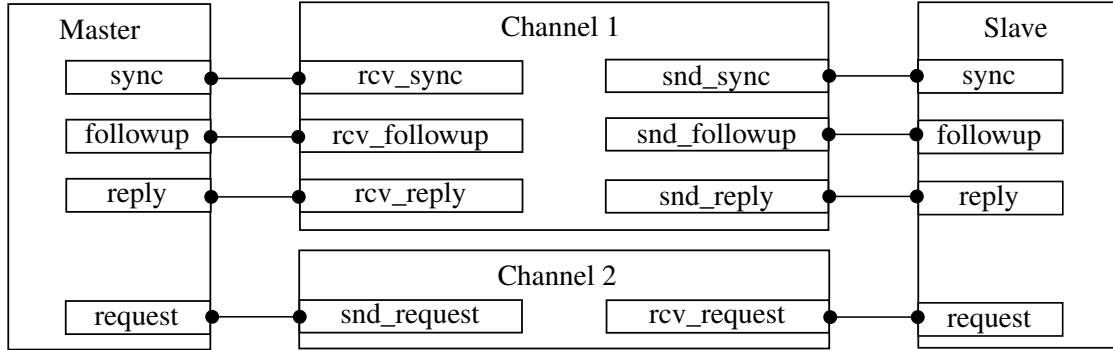 Master Channel 1 Slave
sync rcv_sync snd_sync sync
followup rcv_followup snd_followup followup
reply rcv_reply snd_reply reply
Channel 2
request snd_request rcv_request request